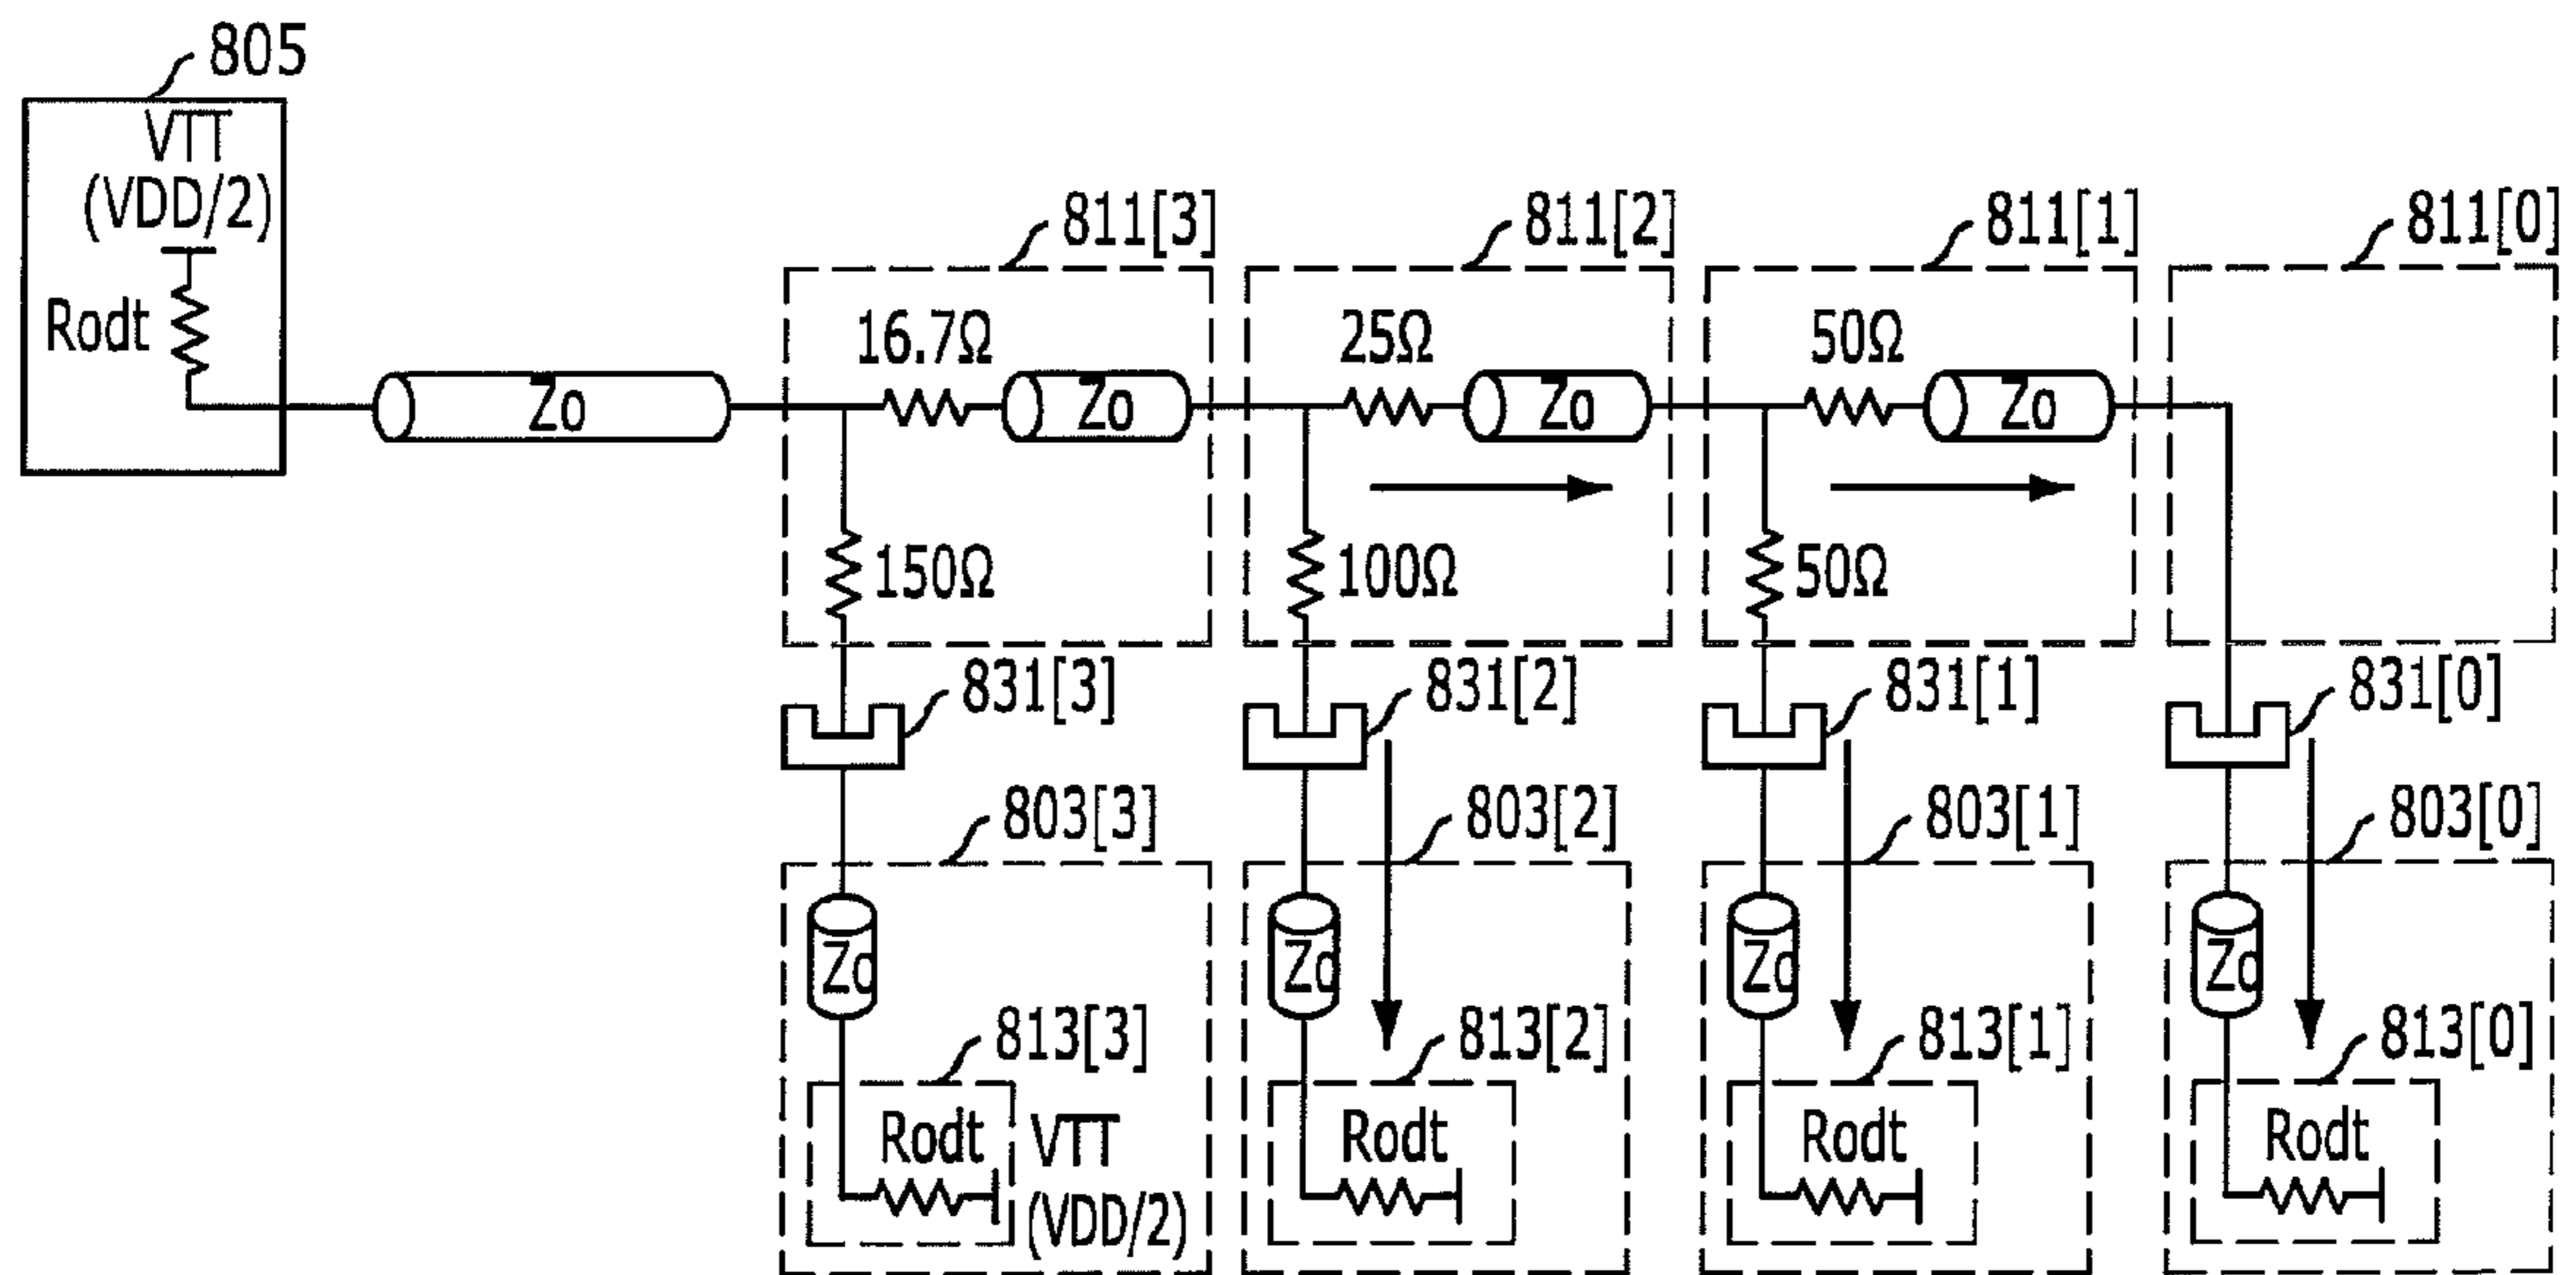 805
VTT
(VDD/2)
Rodt
Zo
811[3]
811[2]
811[1]
811[0]
16.7Ω
Zo
25Ω
Zo
50Ω
Zo
150Ω
100Ω
50Ω
831[3]
831[2]
831[1]
831[0]
803[3]
803[2]
803[1]
803[0]
Zo
Zo
Zo
Zo
813[3]
813[2]
813[1]
813[0]
Rodt
VTT
(VDD/2)
Rodt
Rodt
Rodt